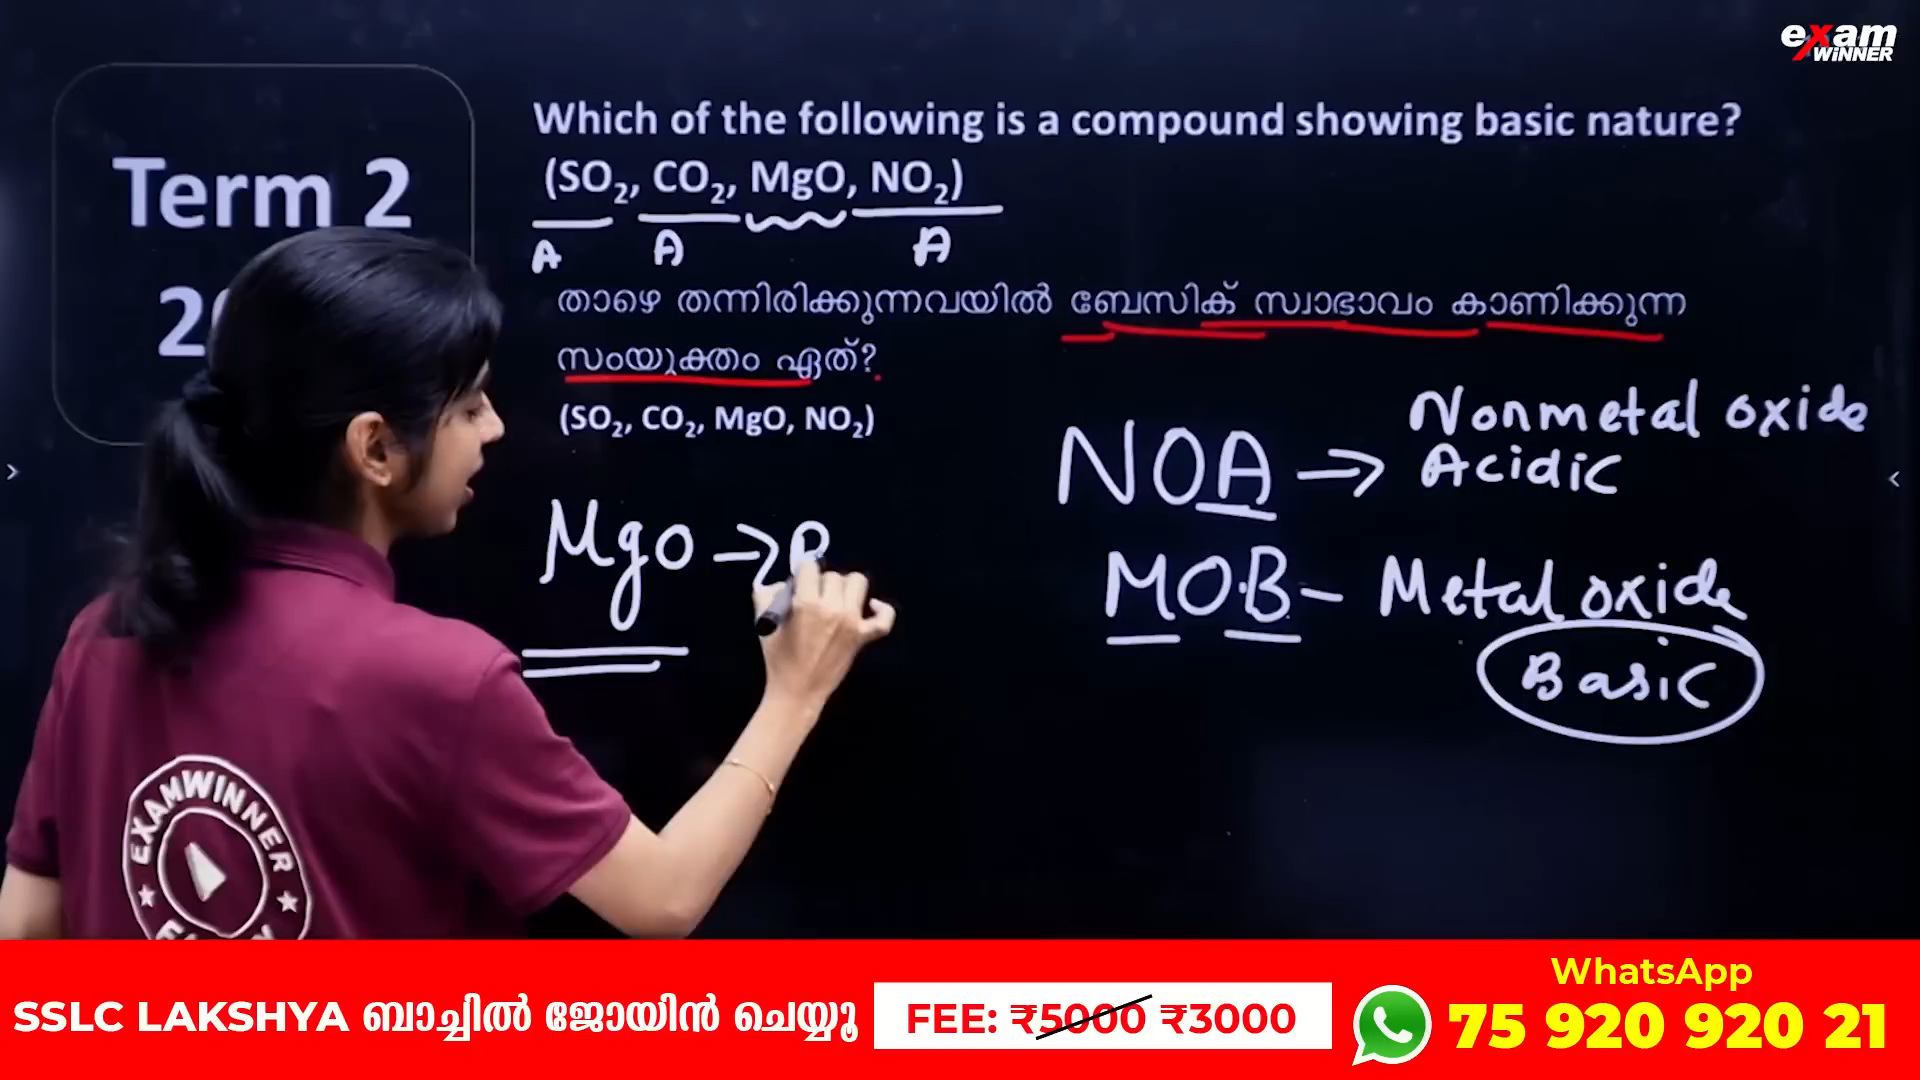 exam
WINNER
Term 2
Which of the following is a compound showing basic nature?
(SO₂, CO₂, MgO, NO₂)
A A A
താഴെ തന്നിരിക്കുന്നവയിൽ ബേസിക് സ്വാഭാവം കാണിക്കുന്ന
സംയുക്തം ഏത്?
(SO₂, CO₂, MgO, NO₂)
NOA → Nonmetal oxide
Acidic
MgO →
MOB – Metal oxide
Basic
EXAMWINNER
SSLC LAKSHYA ബാച്ചിൽ ജോയിൻ ചെയ്യൂ
FEE: ₹5000 ₹3000
WhatsApp
75 920 920 21